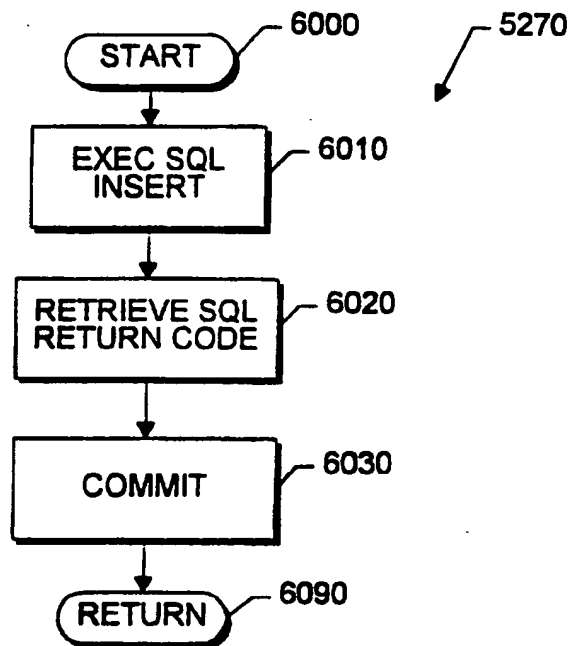 6000
5270
START
6010
EXEC SQL
INSERT
6020
RETRIEVE SQL
RETURN CODE
6030
COMMIT
6090
RETURN